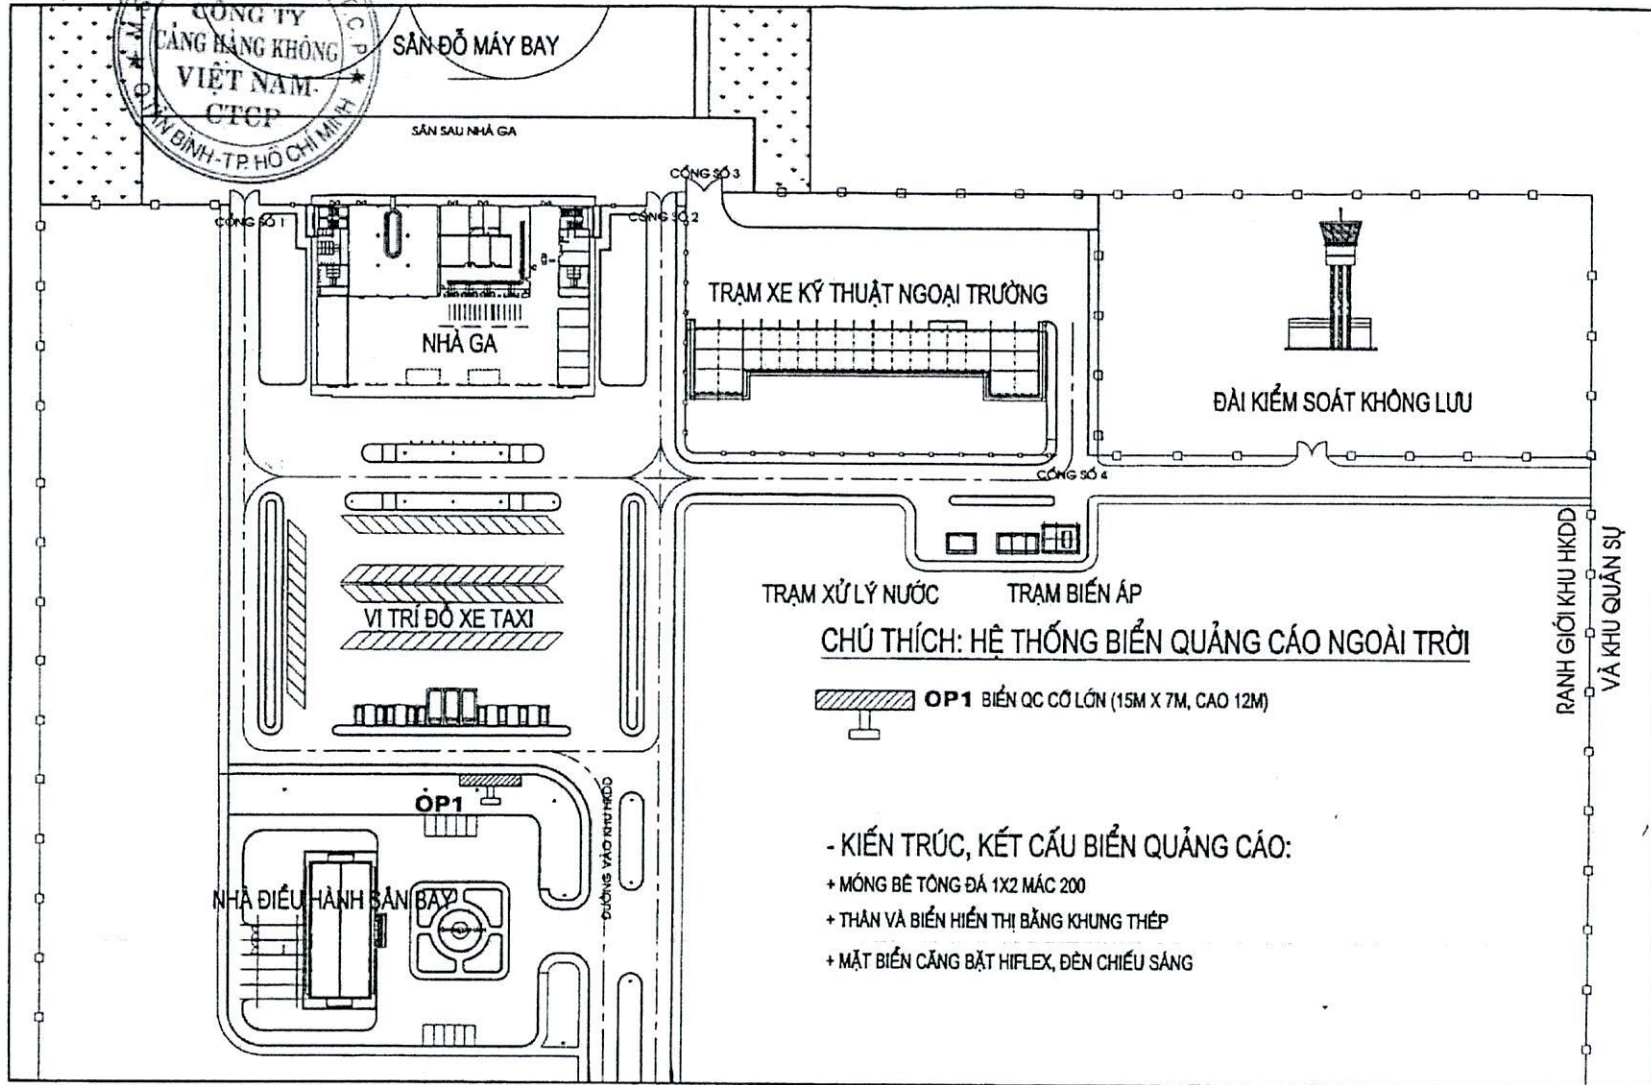 CÔNG TY
CẢNG HÀNG KHÔNG
VIỆT NAM-
CTCP
Q.TÂN BÌNH-TP. HỒ CHÍ MINH
SÂN ĐỖ MÁY BAY
SÂN SAU NHÀ GA
CỔNG SỐ 3
CỔNG SỐ 1
CỔNG SỐ 2
TRẠM XE KỸ THUẬT NGOẠI TRƯỜNG
NHÀ GA
ĐÀI KIỂM SOÁT KHÔNG LƯU
CỔNG SỐ 4
RANH GIỚI KHU HKDD
VÀ KHU QUÂN SỰ
TRẠM XỬ LÝ NƯỚC
TRẠM BIẾN ÁP
VỊ TRÍ ĐỖ XE TAXI
CHÚ THÍCH: HỆ THỐNG BIỂN QUẢNG CÁO NGOÀI TRỜI
OP1 BIỂN QC CỠ LỚN (15M X 7M, CAO 12M)
OP1
ĐƯỜNG VÀO KHU HKDD
- KIẾN TRÚC, KẾT CẤU BIỂN QUẢNG CÁO:
+ MÓNG BÊ TÔNG ĐÁ 1X2 MÁC 200
+ THÂN VÀ BIỂN HIỂN THỊ BẰNG KHUNG THÉP
+ MẶT BIỂN CĂNG BẠT HIFLEX, ĐÈN CHIẾU SÁNG
NHÀ ĐIỀU HÀNH SÂN BAY